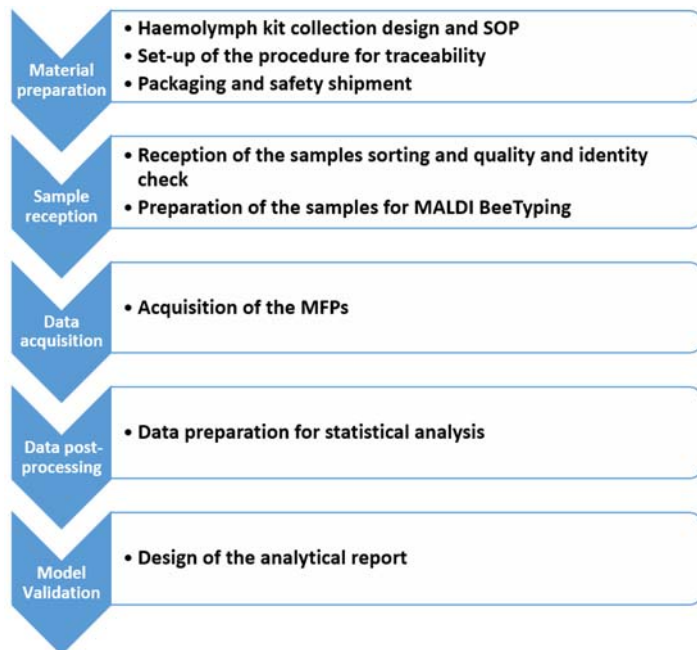 Material
preparation
• Haemolymph kit collection design and SOP
• Set-up of the procedure for traceability
• Packaging and safety shipment
Sample
reception
• Reception of the samples sorting and quality and identity
check
• Preparation of the samples for MALDI BeeTyping
Data
acquisition
• Acquisition of the MFPs
Data post-
processing
• Data preparation for statistical analysis
Model
Validation
• Design of the analytical report